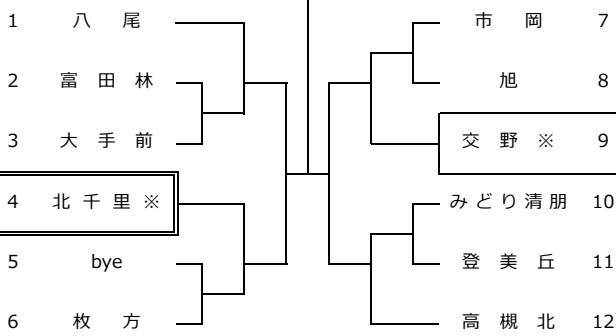 1 八尾
2 富田林
3 大手前
4 北千里※
5 bye
6 枚方
市岡 7
旭 8
交野※ 9
みどり清朋 10
登美丘 11
高槻北 12